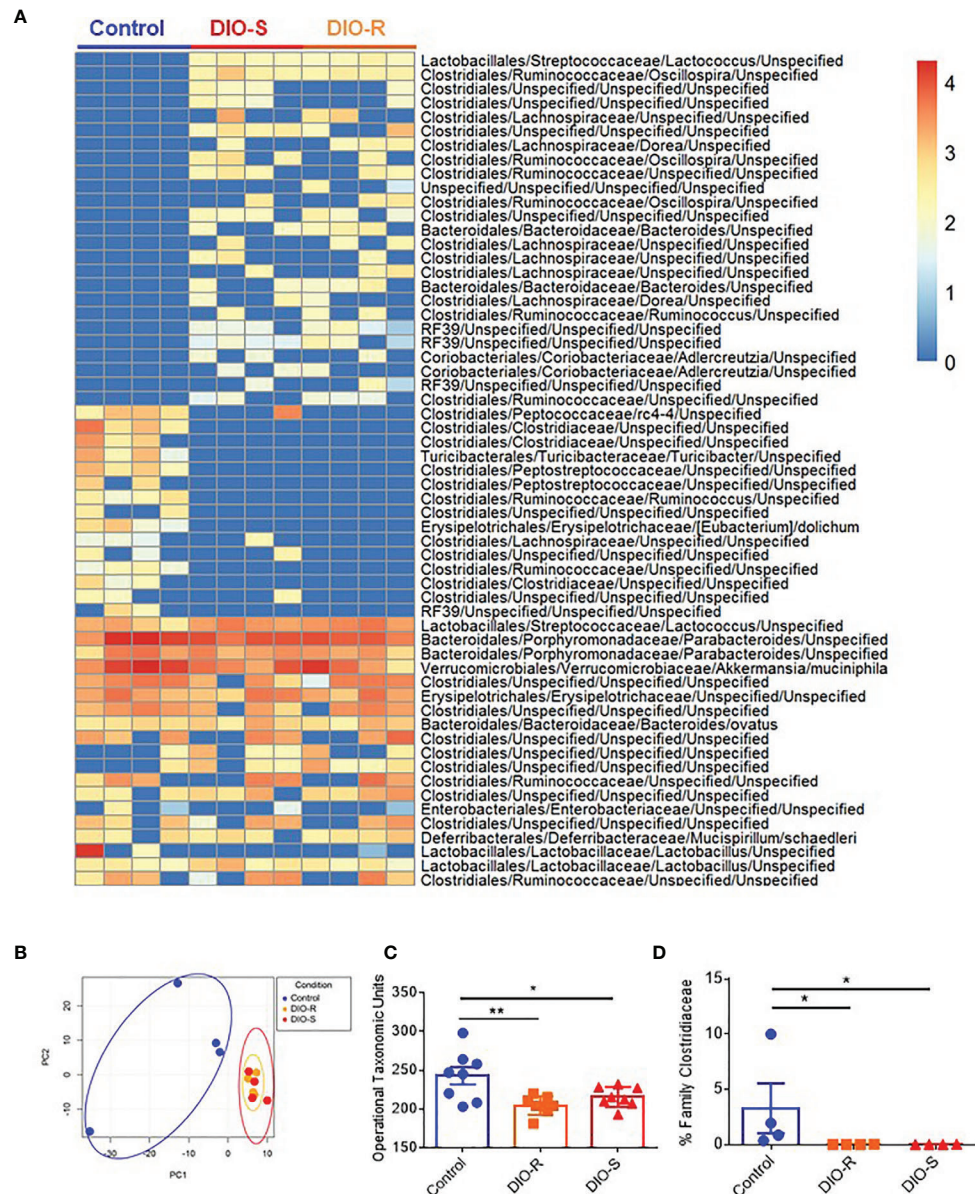 A
Control
DIO-S
DIO-R
Lactobacillales/Streptococcaceae/Lactococcus/Unspecified
Clostridiales/Ruminococcaceae/Oscillospira/Unspecified
Clostridiales/Unspecified/Unspecified/Unspecified
Clostridiales/Unspecified/Unspecified/Unspecified
Clostridiales/Lachnospiraceae/Unspecified/Unspecified
Clostridiales/Unspecified/Unspecified/Unspecified
Clostridiales/Lachnospiraceae/Dorea/Unspecified
Clostridiales/Ruminococcaceae/Oscillospira/Unspecified
Clostridiales/Ruminococcaceae/Unspecified/Unspecified
Unspecified/Unspecified/Unspecified/Unspecified
Clostridiales/Ruminococcaceae/Oscillospira/Unspecified
Clostridiales/Unspecified/Unspecified/Unspecified
Bacteroidales/Bacteroidaceae/Bacteroides/Unspecified
Clostridiales/Lachnospiraceae/Unspecified/Unspecified
Clostridiales/Unspecified/Unspecified/Unspecified
Clostridiales/Lachnospiraceae/Unspecified/Unspecified
Bacteroidales/Bacteroidaceae/Bacteroides/Unspecified
Clostridiales/Lachnospiraceae/Dorea/Unspecified
Clostridiales/Ruminococcaceae/Ruminococcus/Unspecified
RF39/Unspecified/Unspecified/Unspecified
RF39/Unspecified/Unspecified/Unspecified
Coriobacteriales/Coriobacteriaceae/Adlercreutzia/Unspecified
Coriobacteriales/Coriobacteriaceae/Adlercreutzia/Unspecified
RF39/Unspecified/Unspecified/Unspecified
Clostridiales/Ruminococcaceae/Unspecified/Unspecified
Clostridiales/Peptococcaceae/rc4-4/Unspecified
Clostridiales/Clostridiaceae/Unspecified/Unspecified
Clostridiales/Clostridiaceae/Unspecified/Unspecified
Turicibacterales/Turicibacteraceae/Turicibacter/Unspecified
Clostridiales/Peptostreptococcaceae/Unspecified/Unspecified
Clostridiales/Peptostreptococcaceae/Unspecified/Unspecified
Clostridiales/Ruminococcaceae/Ruminococcus/Unspecified
Clostridiales/Unspecified/Unspecified/Unspecified
Erysipelotrichales/Erysipelotrichaceae/[Eubacterium]/dolichum
Clostridiales/Lachnospiraceae/Unspecified/Unspecified
Clostridiales/Unspecified/Unspecified/Unspecified
Clostridiales/Ruminococcaceae/Unspecified/Unspecified
Clostridiales/Clostridiaceae/Unspecified/Unspecified
Clostridiales/Unspecified/Unspecified/Unspecified
RF39/Unspecified/Unspecified/Unspecified
Lactobacillales/Streptococcaceae/Lactococcus/Unspecified
Bacteroidales/Porphyromonadaceae/Parabacteroides/Unspecified
Bacteroidales/Porphyromonadaceae/Parabacteroides/Unspecified
Verrucomicrobiales/Verrucomicrobiaceae/Akkermansia/muciniphila
Clostridiales/Unspecified/Unspecified/Unspecified
Erysipelotrichales/Erysipelotrichaceae/Unspecified/Unspecified
Clostridiales/Unspecified/Unspecified/Unspecified
Bacteroidales/Bacteroidaceae/Bacteroides/ovatus
Clostridiales/Unspecified/Unspecified/Unspecified
Clostridiales/Unspecified/Unspecified/Unspecified
Clostridiales/Unspecified/Unspecified/Unspecified
Clostridiales/Ruminococcaceae/Unspecified/Unspecified
Clostridiales/Unspecified/Unspecified/Unspecified
Enterobacteriales/Enterobacteriaceae/Unspecified/Unspecified
Clostridiales/Unspecified/Unspecified/Unspecified
Deferribacterales/Deferribacteraceae/Mucispirillum/schaedleri
Lactobacillales/Lactobacillaceae/Lactobacillus/Unspecified
Lactobacillales/Lactobacillaceae/Lactobacillus/Unspecified
Clostridiales/Ruminococcaceae/Unspecified/Unspecified
4
3
2
1
0
B
PC2
20
10
0
-10
-30
-20
-10
0
10
PC1
Condition
Control
DIO-R
DIO-S
C
Operational Taxonomic Units
350
300
250
200
150
*
**
Control
DIO-R
DIO-S
D
% Family Clostridiaceae
15
10
5
0
*
*
Control
DIO-R
DIO-S